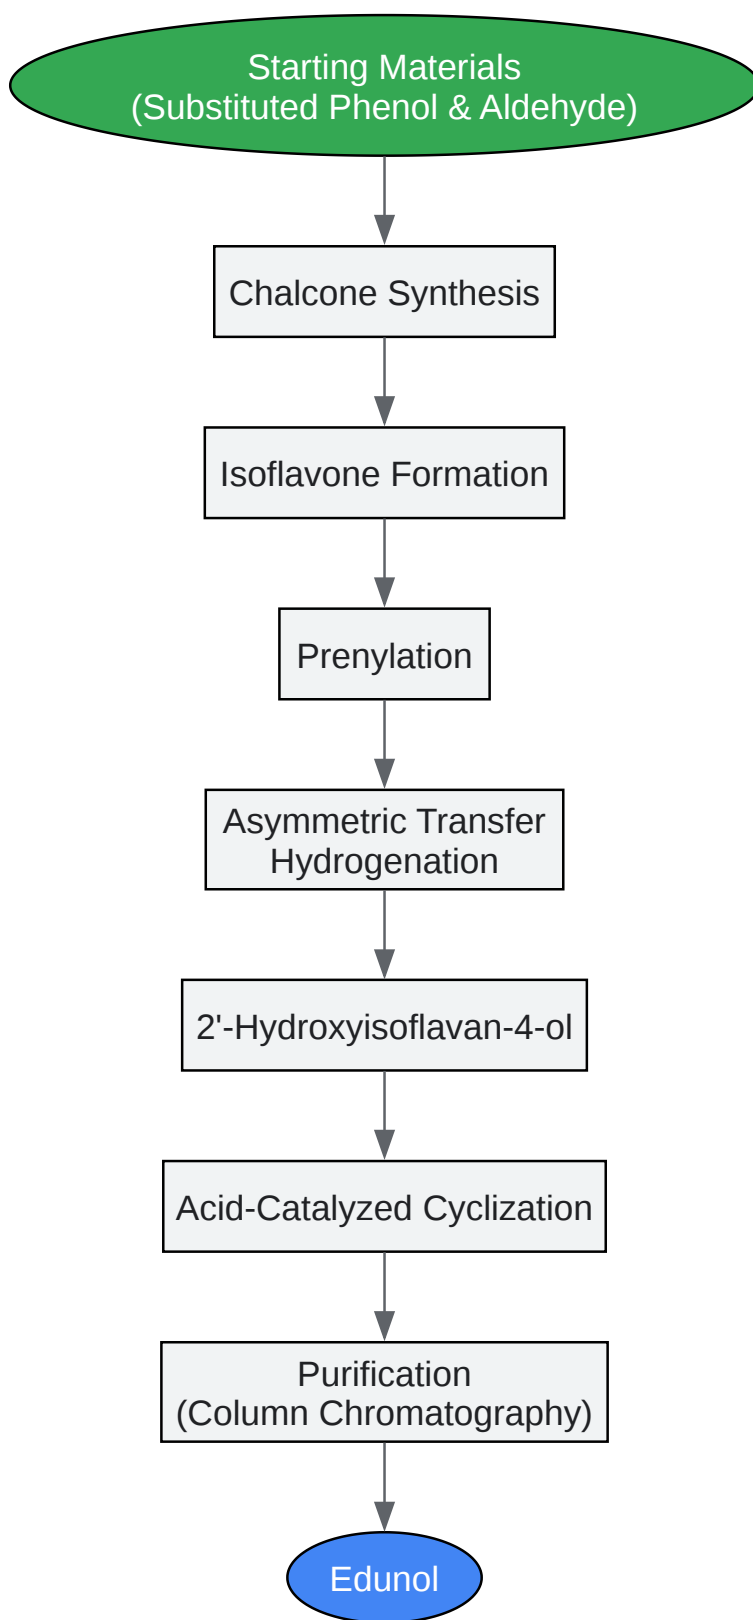 Starting Materials
(Substituted Phenol & Aldehyde)
Chalcone Synthesis
Isoflavone Formation
Prenylation
Asymmetric Transfer
Hydrogenation
2'-Hydroxyisoflavan-4-ol
Acid-Catalyzed Cyclization
Purification
(Column Chromatography)
Edunol